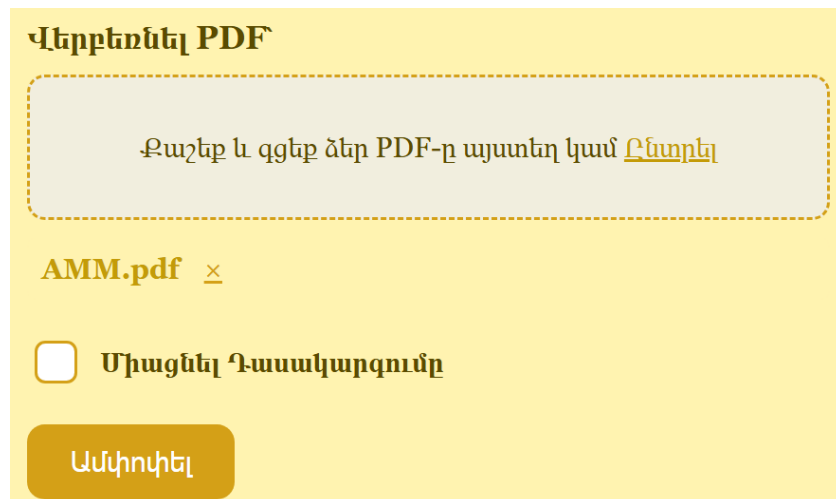 Վերբեռնել PDF՝
Քաշեք և գցեք ձեր PDF-ը այստեղ կամ Ընտրել
AMM.pdf ×
Միացնել Դասակարգումը
Ամփոփել